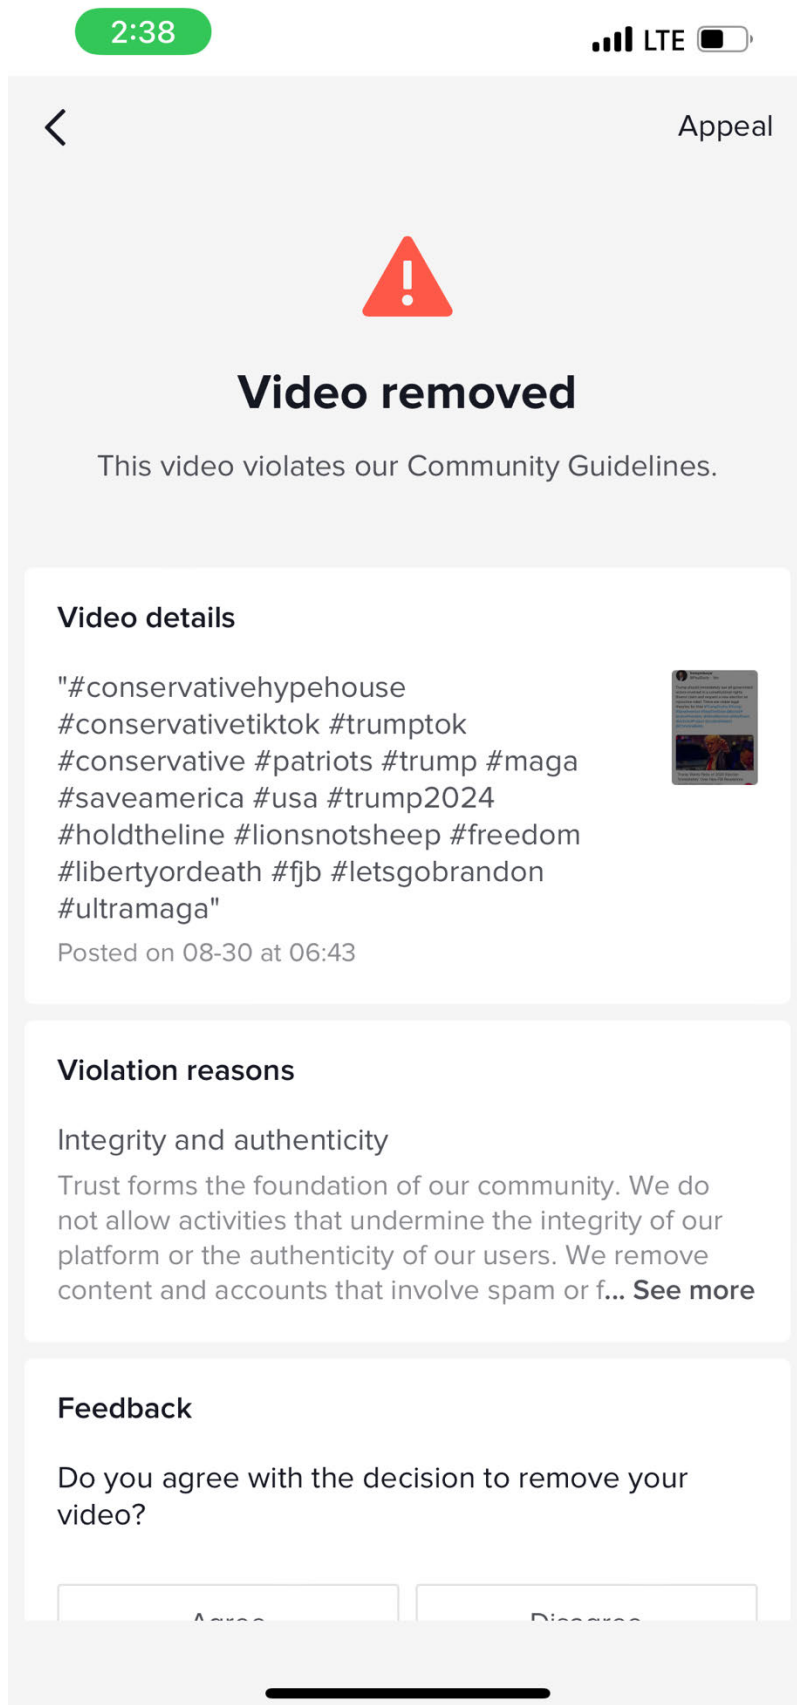 2:38
LTE
Appeal
Video removed
This video violates our Community Guidelines.
Video details
"#conservativehypehouse
#conservativetiktok #trumptok
#conservative #patriots #trump #maga
#saveamerica #usa #trump2024
#holdtheline #lionsnotsheep #freedom
#libertyordeath #fjb #letsgobrandon
#ultramaga"
Posted on 08-30 at 06:43
Violation reasons
Integrity and authenticity
Trust forms the foundation of our community. We do
not allow activities that undermine the integrity of our
platform or the authenticity of our users. We remove
content and accounts that involve spam or f... See more
Feedback
Do you agree with the decision to remove your
video?
Agree
Disagree